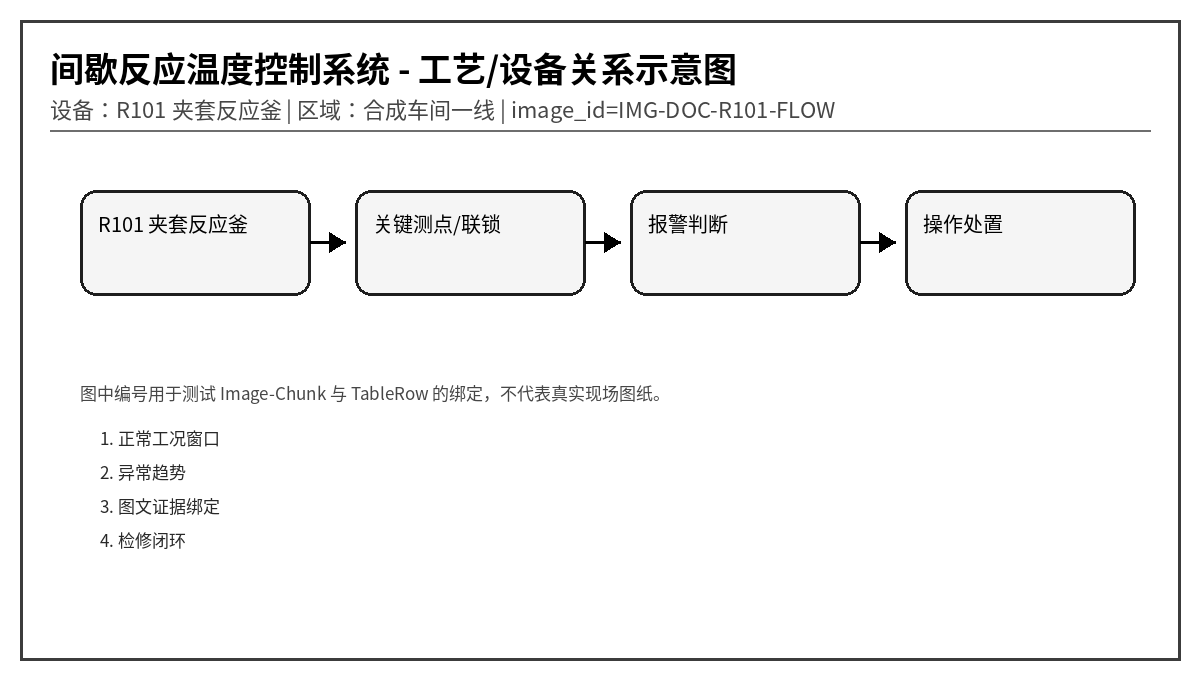 间歇反应温度控制系统 - 工艺/设备关系示意图
设备：R101 夹套反应釜 | 区域：合成车间一线 | image_id=IMG-DOC-R101-FLOW
R101 夹套反应釜
关键测点/联锁
报警判断
操作处置
图中编号用于测试 Image-Chunk 与 TableRow 的绑定，不代表真实现场图纸。
1. 正常工况窗口
2. 异常趋势
3. 图文证据绑定
4. 检修闭环